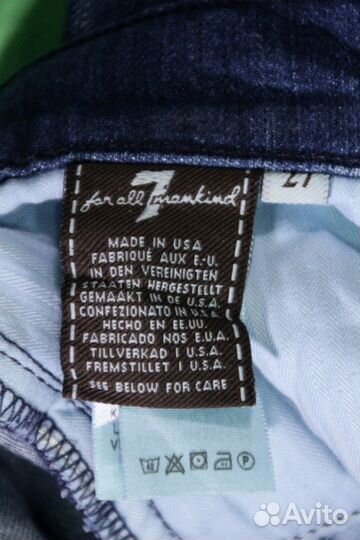 for all 7 mankind
27
MADE IN USA
FABRIQUÉ AUX E.-U.
IN DEN VEREINIGTEN
STAATEN HERGESTELLT
GEMAAKT IN DE U.S.A.
CONFEZIONATO IN U.S.A.
HECHO EN EE.UU.
FABRICADO NOS E.U.A.
TILLVERKAD I U.S.A.
FREMSTILLET I U.S.A.
SEE BELOW FOR CARE
K
L
V
Avito